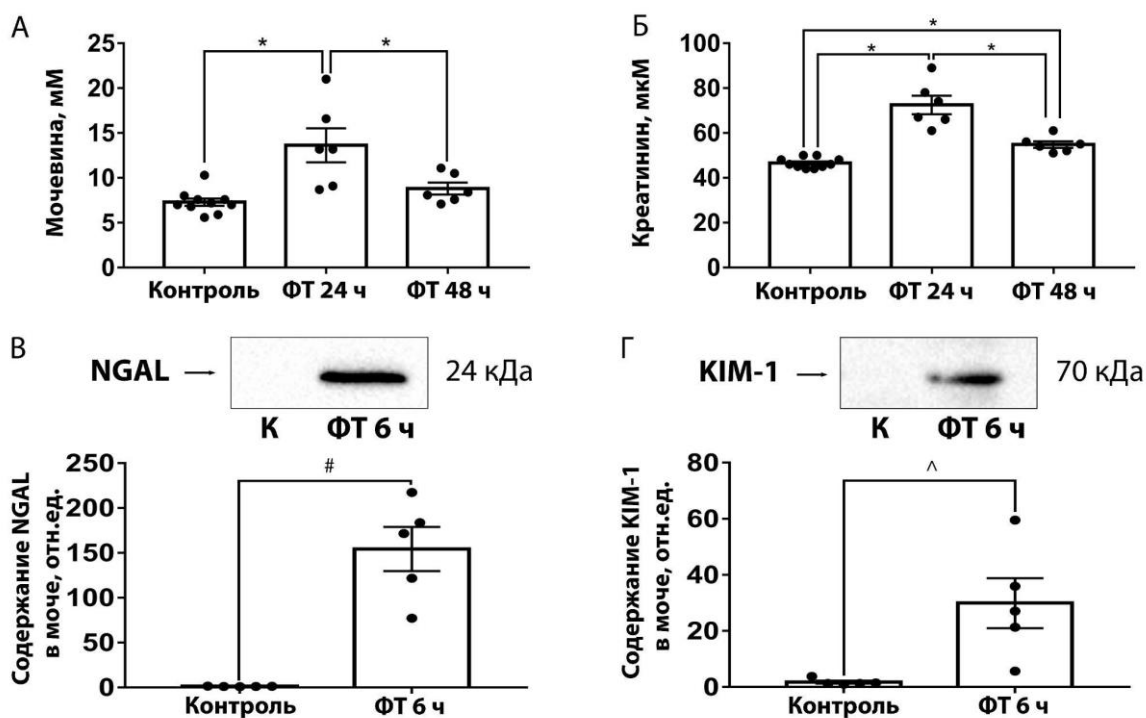 А
25
20
15
10
5
0
Мочевина, мМ
*
*
Контроль
ФТ 24 ч
ФТ 48 ч
Б
100
80
60
40
20
0
Креатинин, мкМ
*
*
*
Контроль
ФТ 24 ч
ФТ 48 ч
В
NGAL
24 кДа
К
ФТ 6 ч
250
200
150
100
50
0
Содержание NGAL
в моче, отн.ед.
#
Контроль
ФТ 6 ч
Г
KIM-1
70 кДа
К
ФТ 6 ч
80
60
40
20
0
Содержание KIM-1
в моче, отн.ед.
^
Контроль
ФТ 6 ч